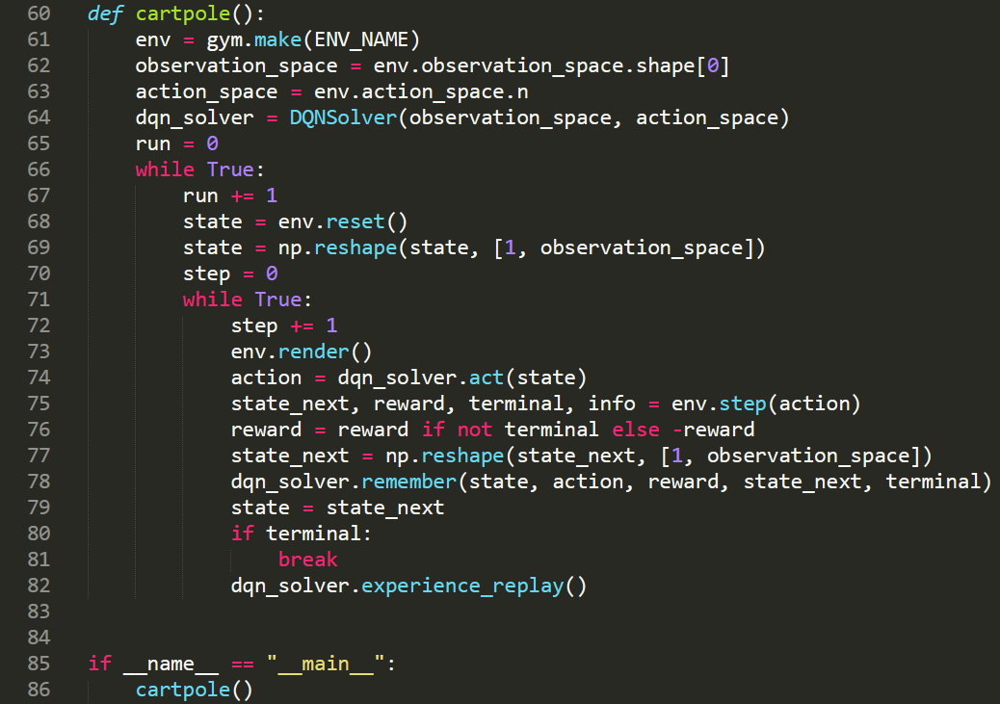 60 def cartpole():
61     env = gym.make(ENV_NAME)
62     observation_space = env.observation_space.shape[0]
63     action_space = env.action_space.n
64     dqn_solver = DQNSolver(observation_space, action_space)
65     run = 0
66     while True:
67         run += 1
68         state = env.reset()
69         state = np.reshape(state, [1, observation_space])
70         step = 0
71         while True:
72             step += 1
73             env.render()
74             action = dqn_solver.act(state)
75             state_next, reward, terminal, info = env.step(action)
76             reward = reward if not terminal else -reward
77             state_next = np.reshape(state_next, [1, observation_space])
78             dqn_solver.remember(state, action, reward, state_next, terminal)
79             state = state_next
80             if terminal:
81                 break
82             dqn_solver.experience_replay()
83
84
85 if __name__ == "__main__":
86     cartpole()